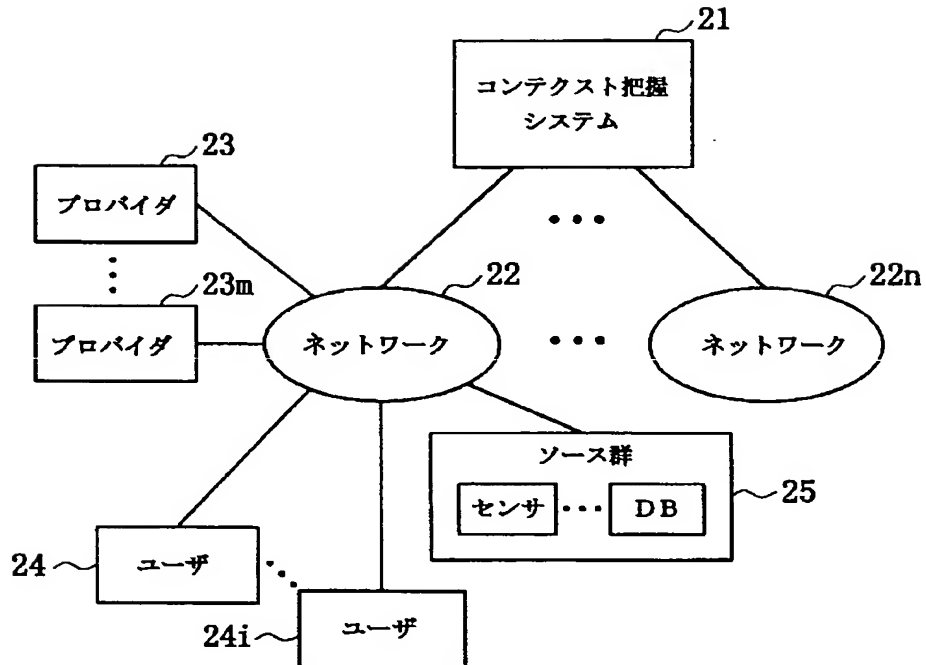 21
コンテクスト把握
システム
23
プロバイダ
23m
プロバイダ
22
ネットワーク
22n
ネットワーク
ソース群
センサ
DB
25
24
ユーザ
24i
ユーザ